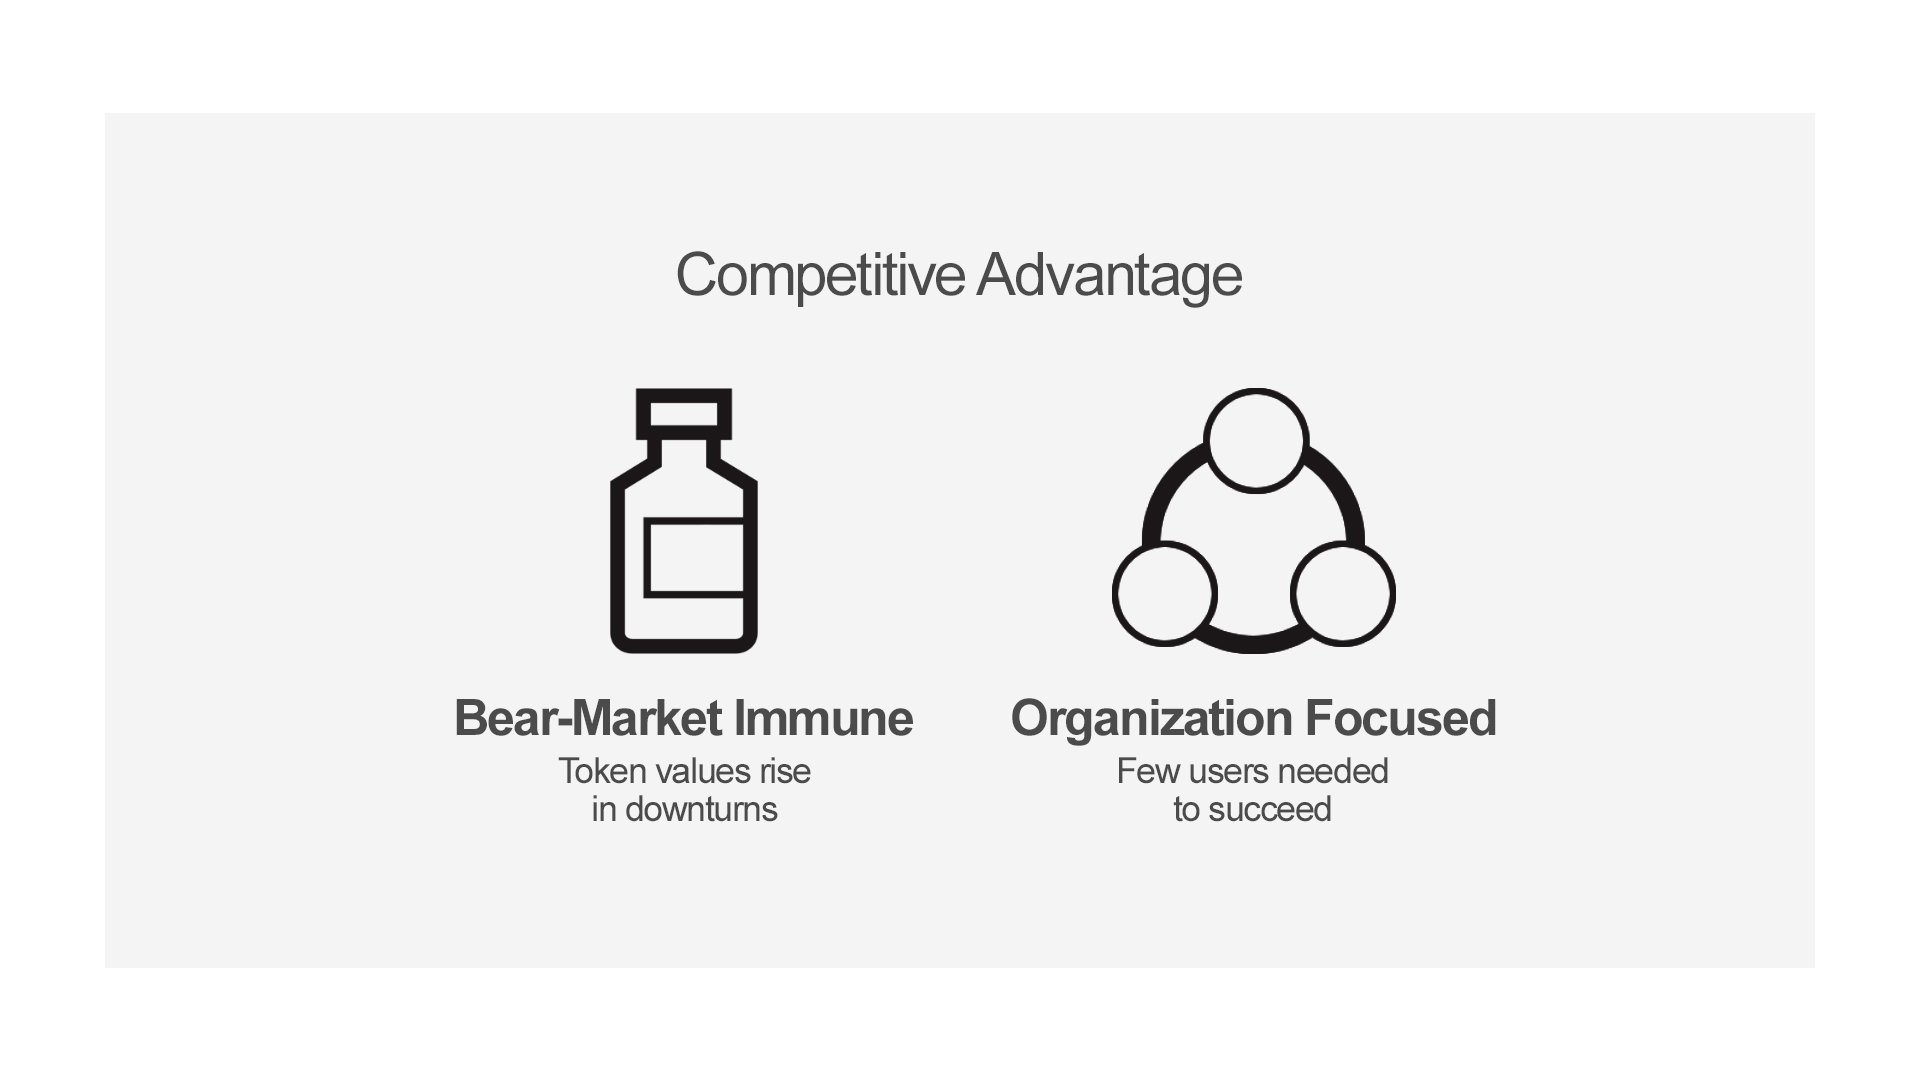 Competitive Advantage
Bear-Market Immune
Token values rise
in downturns
Organization Focused
Few users needed
to succeed